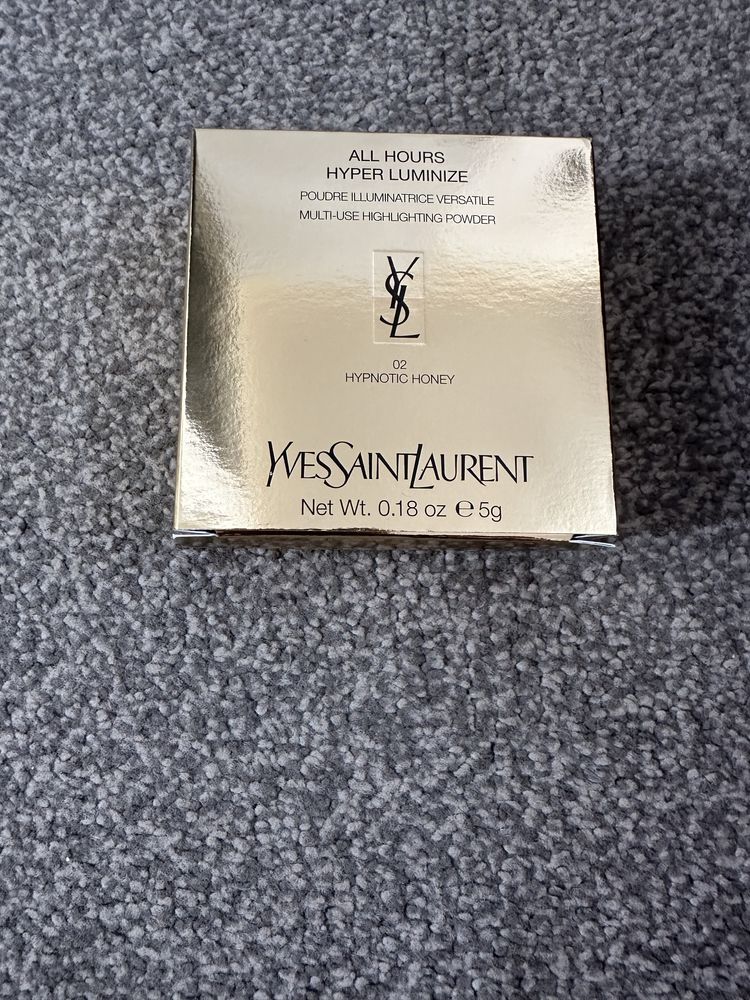 ALL HOURS
HYPER LUMINIZE
POUDRE ILLUMINATRICE VERSATILE
MULTI-USE HIGHLIGHTING POWDER
YSL
02
HYPNOTIC HONEY
YVESSAINTLAURENT
Net Wt. 0.18 oz ℮ 5g